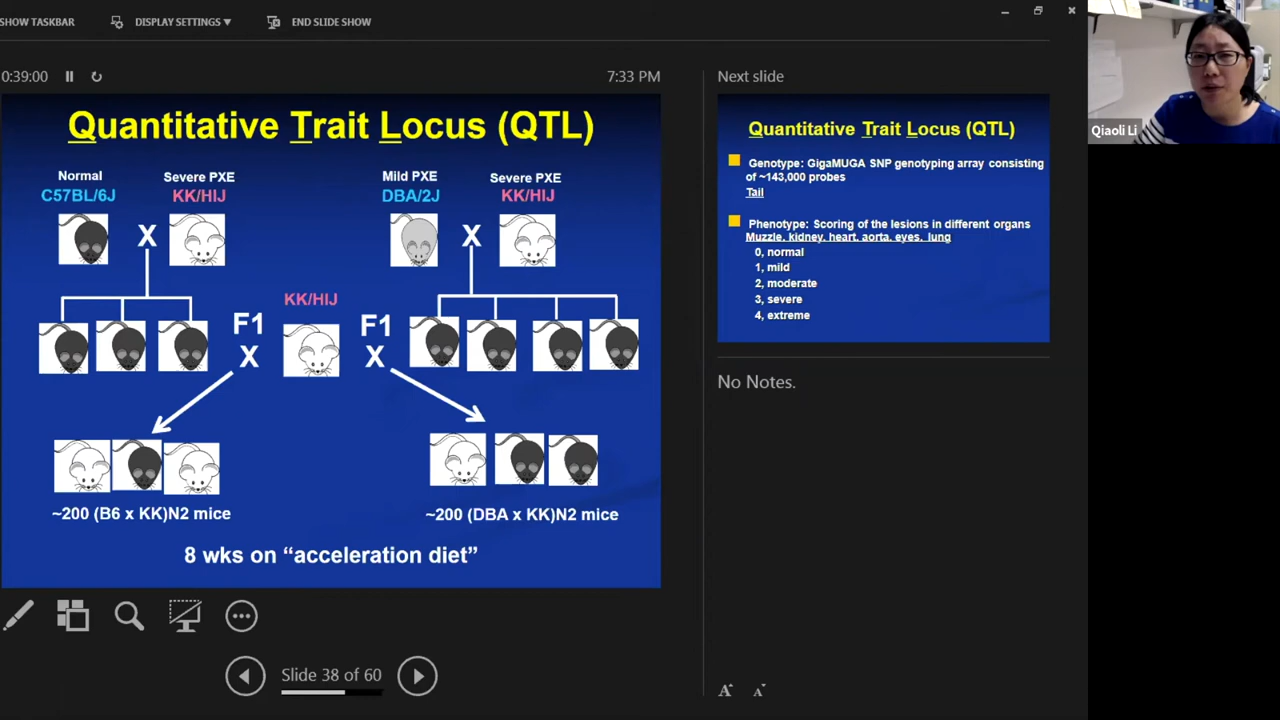 SHOW TASKBAR
DISPLAY SETTINGS ▼
END SLIDE SHOW
0:39:00
7:33 PM
Next slide
Quantitative Trait Locus (QTL)
Normal
C57BL/6J
Severe PXE
KK/HIJ
Mild PXE
DBA/2J
Severe PXE
KK/HIJ
X
X
KK/HIJ
F1
X
F1
X
~200 (B6 x KK)N2 mice
~200 (DBA x KK)N2 mice
8 wks on “acceleration diet”
Quantitative Trait Locus (QTL)
Genotype: GigaMUGA SNP genotyping array consisting
of ~143,000 probes
Tail
Phenotype: Scoring of the lesions in different organs
Muzzle, kidney, heart, aorta, eyes, lung
0, normal
1, mild
2, moderate
3, severe
4, extreme
No Notes.
Slide 38 of 60
A
A
Qiaoli Li